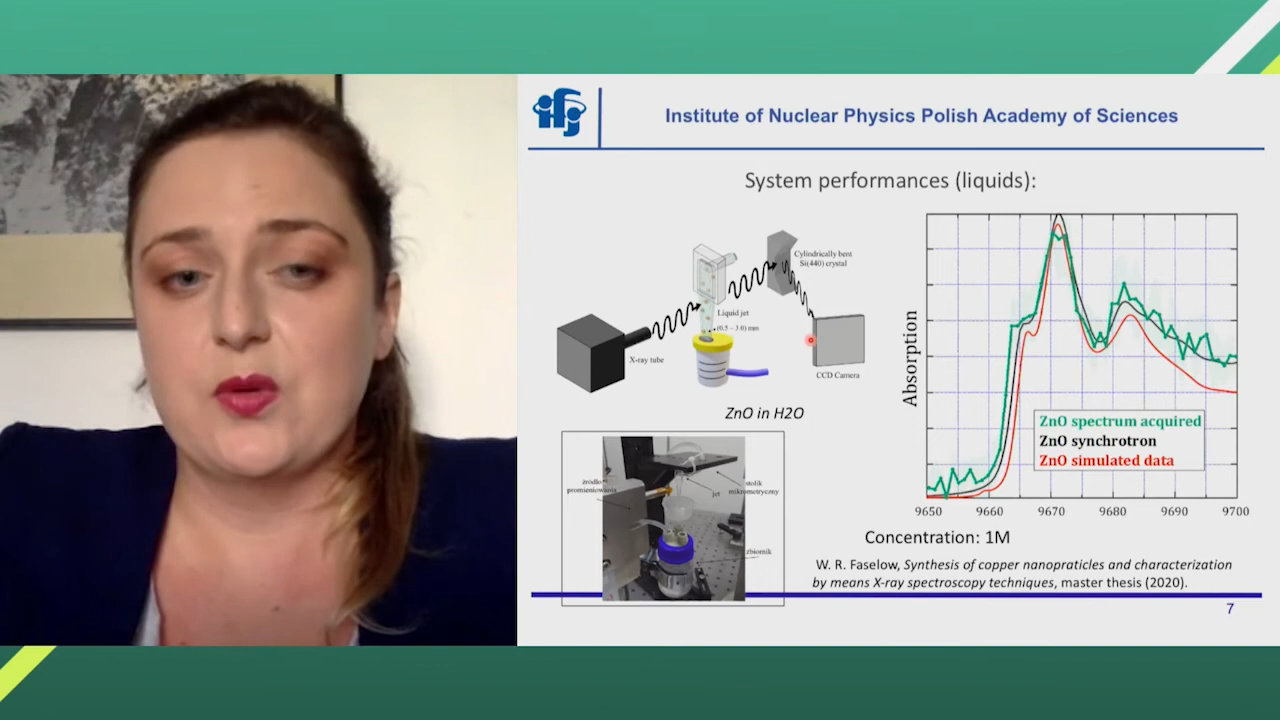 ifj
Institute of Nuclear Physics Polish Academy of Sciences
System performances (liquids):
Cylindrically bent
Si(440) crystal
Liquid jet
(0.5 – 3.0) mm
X-ray tube
CCD Camera
ZnO in H2O
źródło
promieniowania
stolik
mikrometryczny
jet
zbiornik
Absorption
ZnO spectrum acquired
ZnO synchrotron
ZnO simulated data
9650 9660 9670 9680 9690 9700
Concentration: 1M
W. R. Faselow, Synthesis of copper nanopraticles and characterization
by means X-ray spectroscopy techniques, master thesis (2020).
7